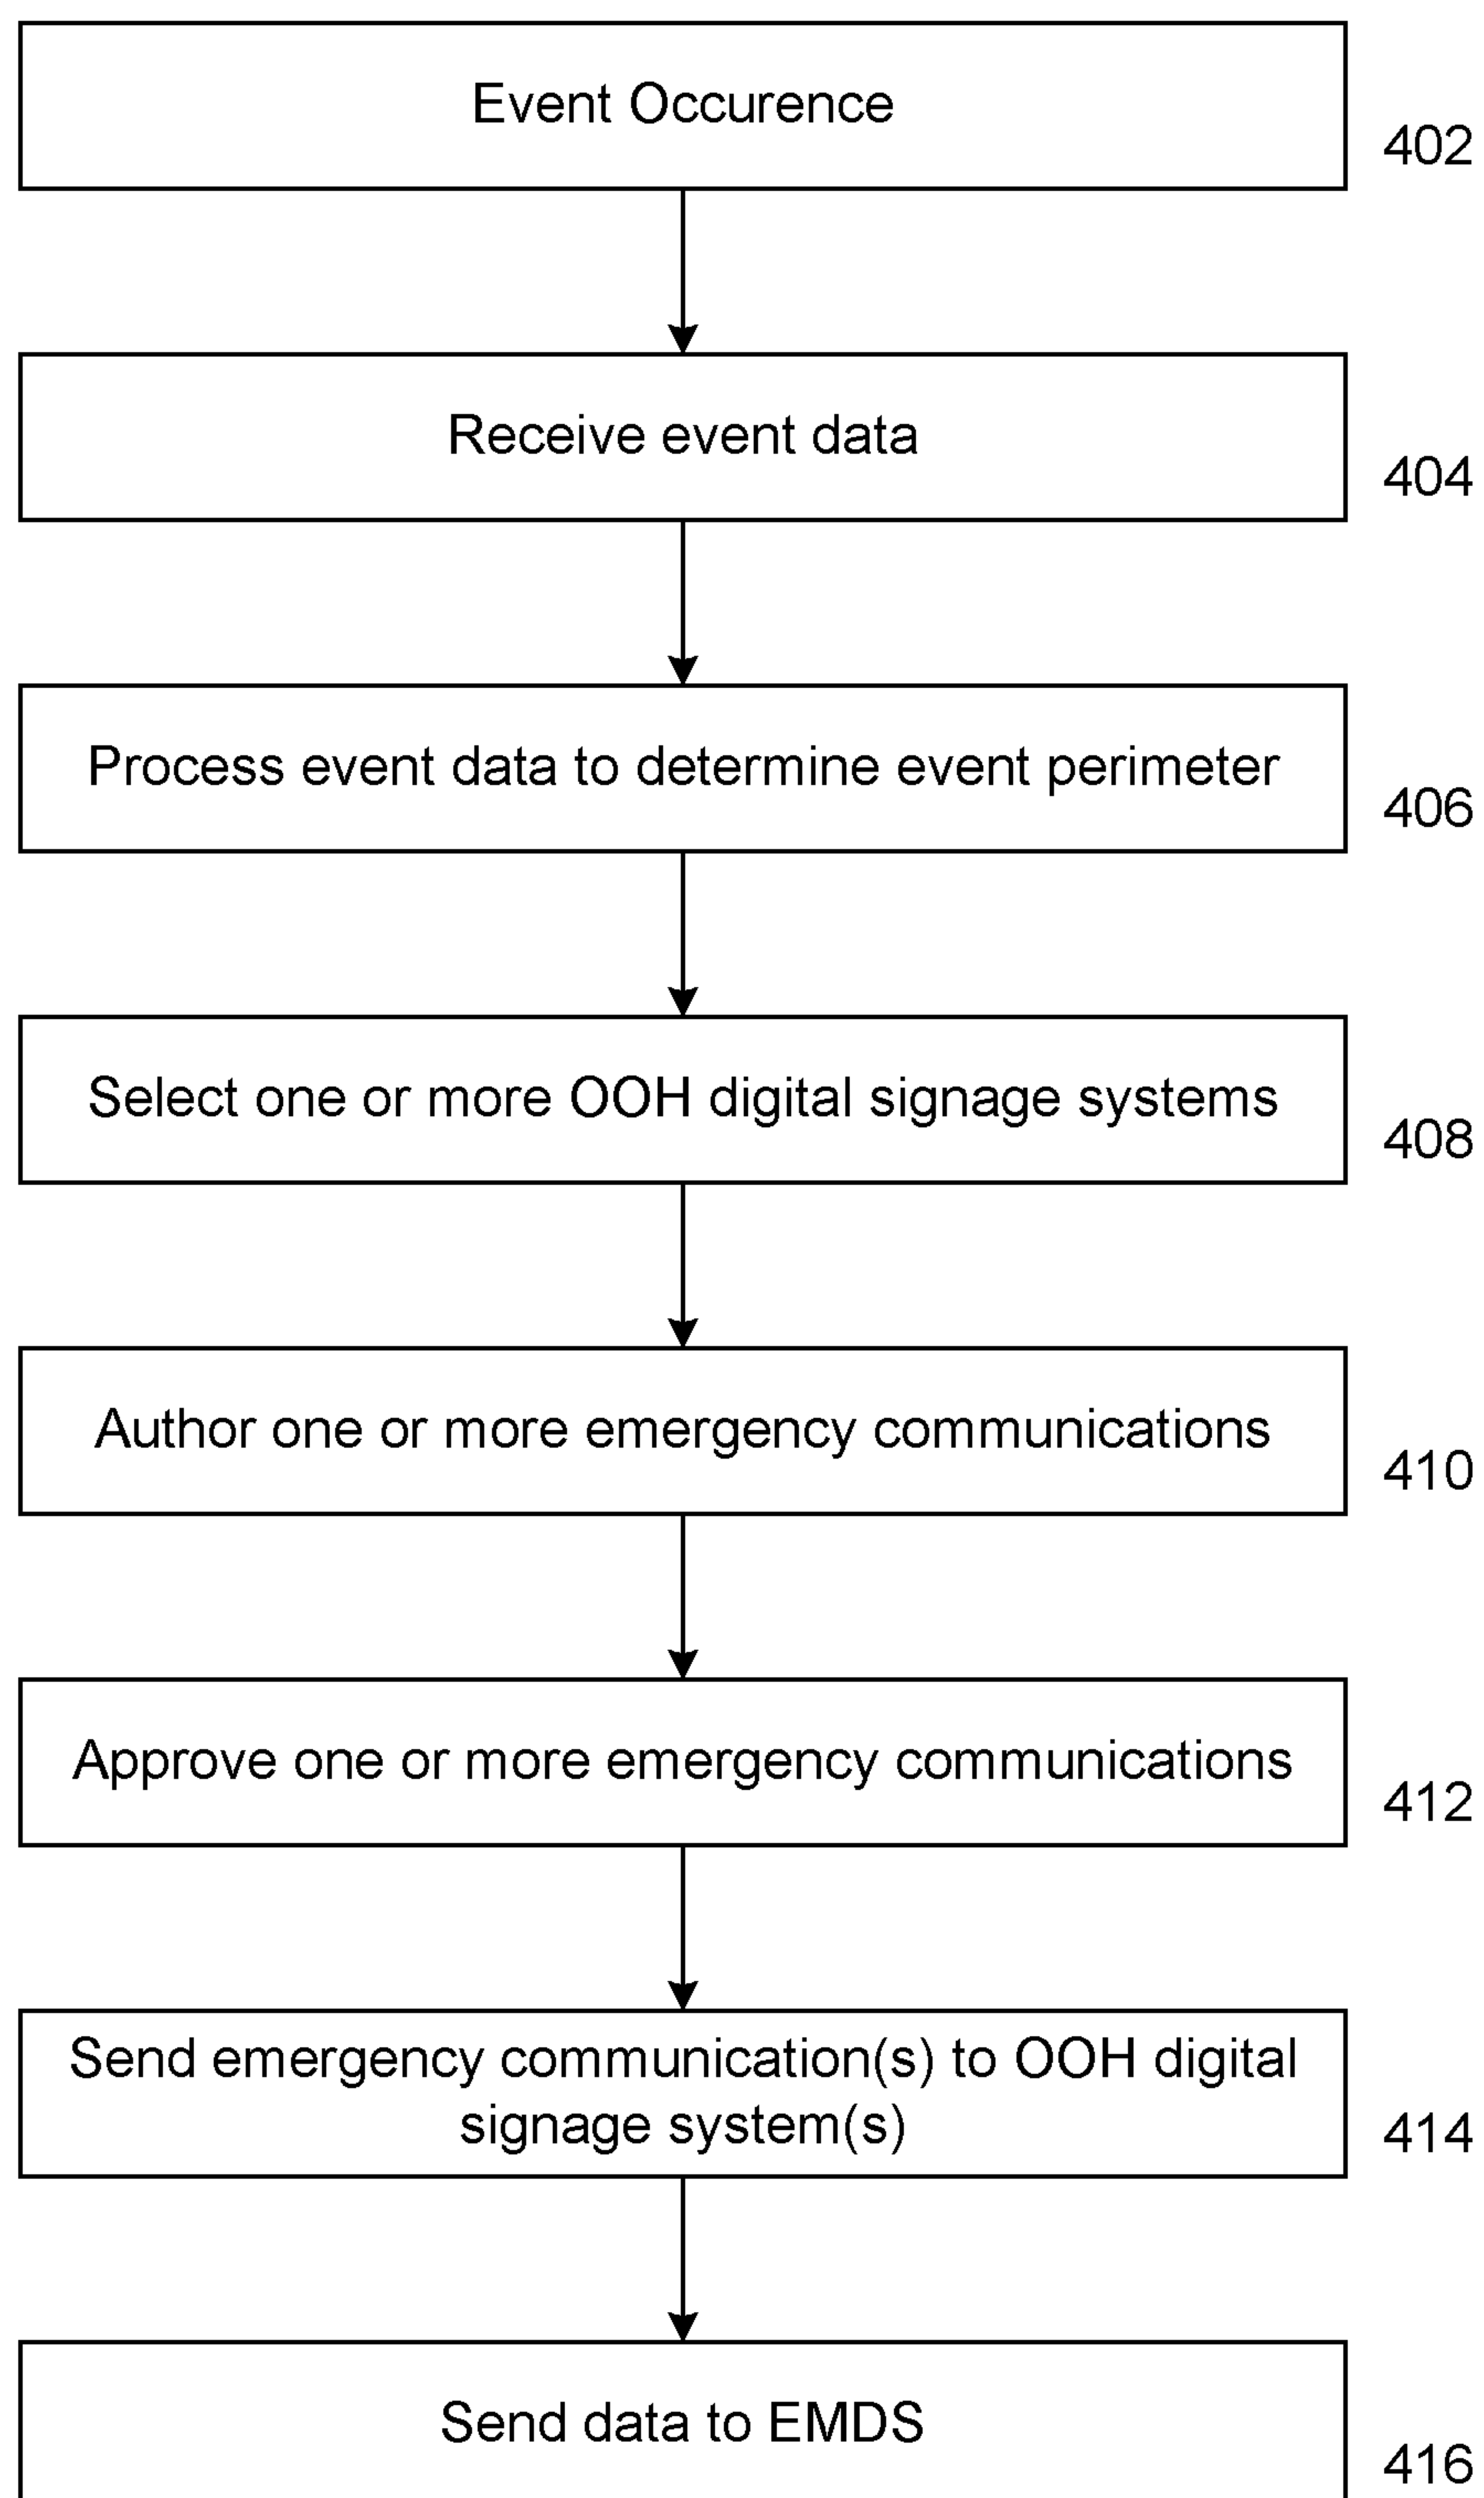 Event Occurence
402
Receive event data
404
Process event data to determine event perimeter
406
Select one or more OOH digital signage systems
408
Author one or more emergency communications
410
Approve one or more emergency communications
412
Send emergency communication(s) to OOH digital
signage system(s)
414
Send data to EMDS
416